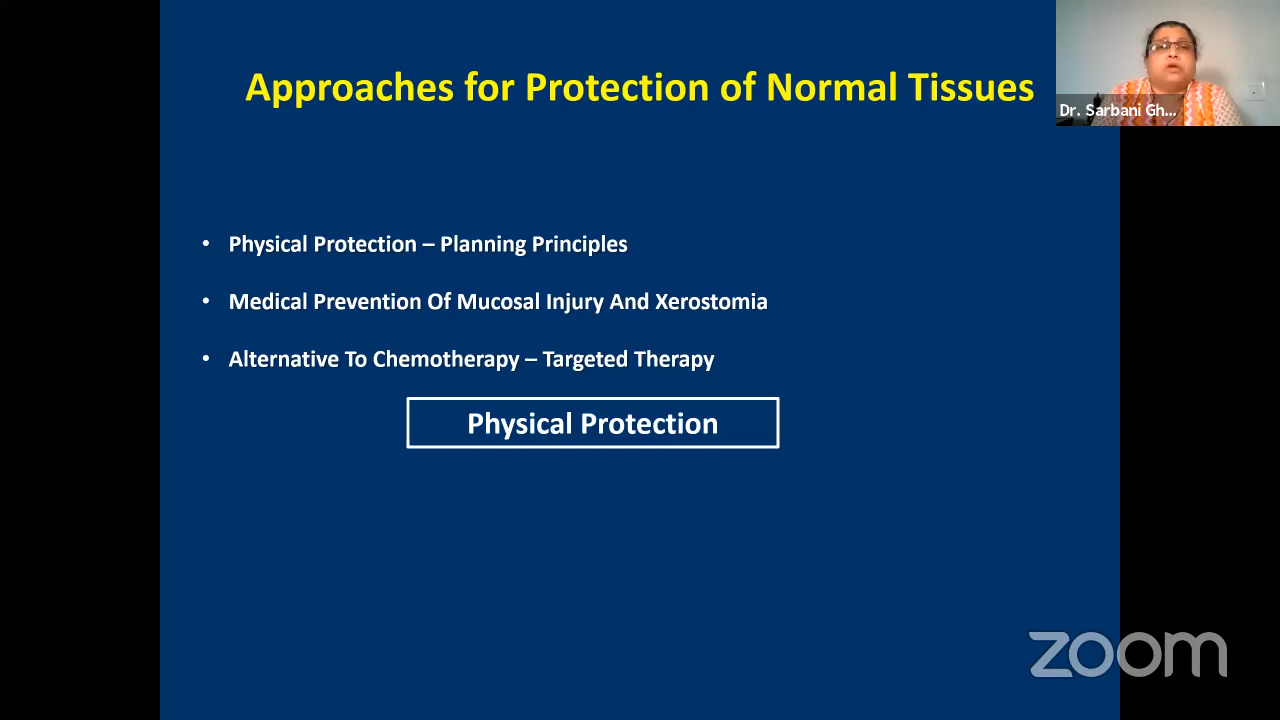 Approaches for Protection of Normal Tissues
Dr. Sarbani Gh...
• Physical Protection – Planning Principles
• Medical Prevention Of Mucosal Injury And Xerostomia
• Alternative To Chemotherapy – Targeted Therapy
Physical Protection
zoom